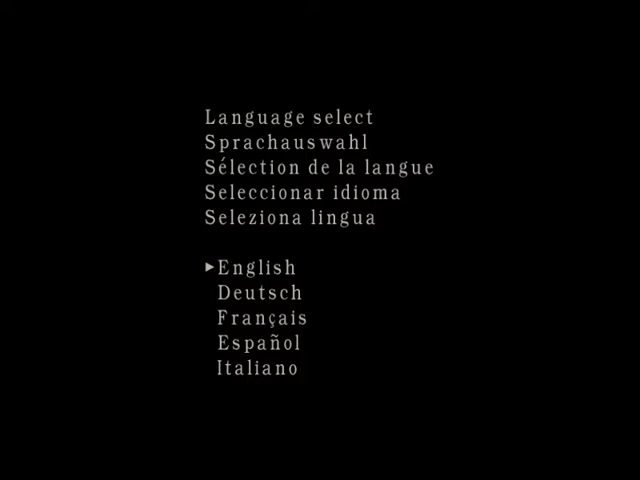 Language select
Sprachauswahl
Sélection de la langue
Seleccionar idioma
Seleziona lingua
▶English
Deutsch
Français
Español
Italiano